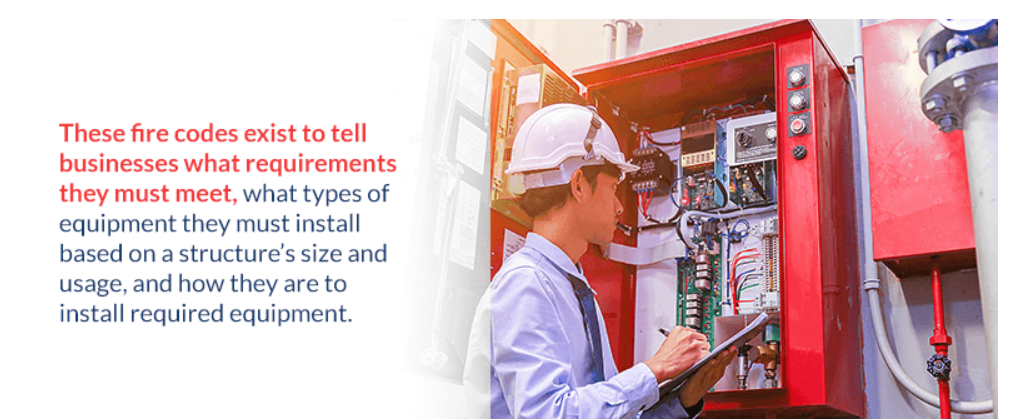 These fire codes exist to tell
businesses what requirements
they must meet, what types of
equipment they must install
based on a structure’s size and
usage, and how they are to
install required equipment.